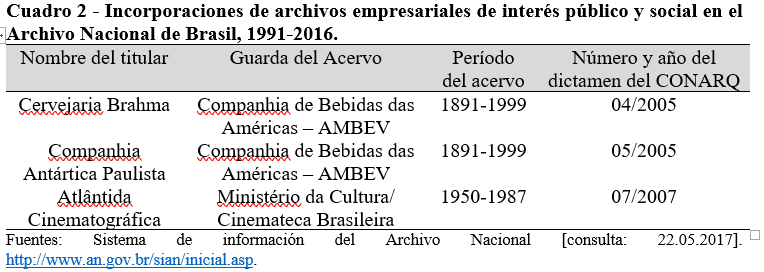 Cuadro 2 - Incorporaciones de archivos empresariales de interés público y social en el
Archivo Nacional de Brasil, 1991-2016.
Nombre del titular Guarda del Acervo Período del acervo Número y año del dictamen del CONARQ
Cervejaria Brahma Companhia de Bebidas das Américas – AMBEV 1891-1999 04/2005
Companhia Antártica Paulista Companhia de Bebidas das Américas – AMBEV 1891-1999 05/2005
Atlântida Cinematográfica Ministério da Cultura/ Cinemateca Brasileira 1950-1987 07/2007
Fuentes: Sistema de información del Archivo Nacional [consulta: 22.05.2017].
http://www.an.gov.br/sian/inicial.asp.